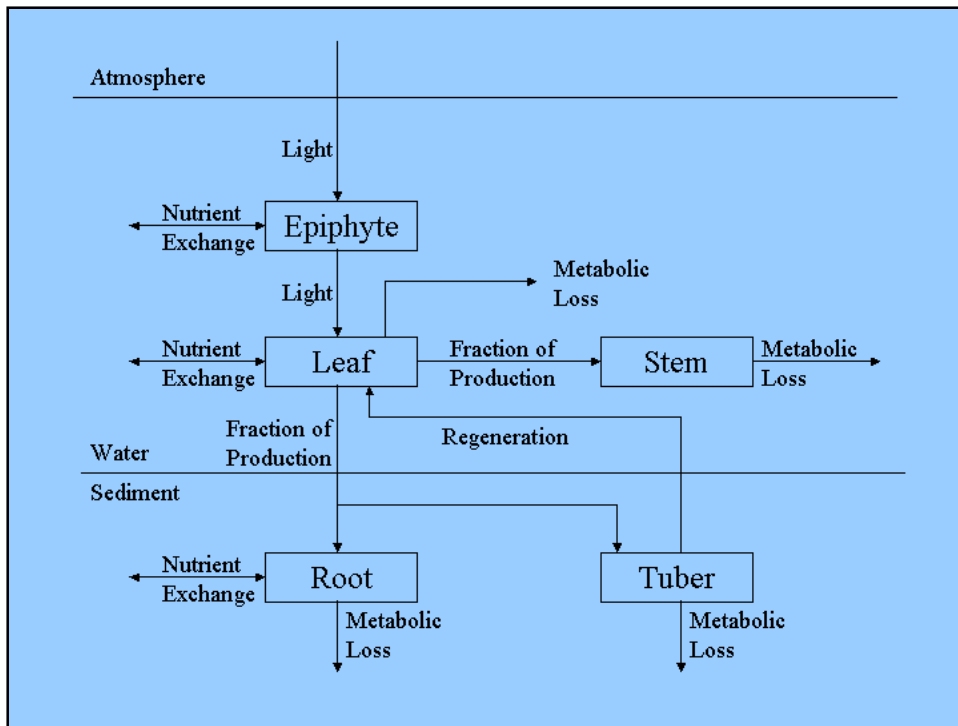 Atmosphere
Light
Nutrient
Exchange
Epiphyte
Light
Metabolic
Loss
Nutrient
Exchange
Leaf
Fraction of
Production
Stem
Metabolic
Loss
Fraction of
Production
Regeneration
Water
Sediment
Nutrient
Exchange
Root
Tuber
Metabolic
Loss
Metabolic
Loss